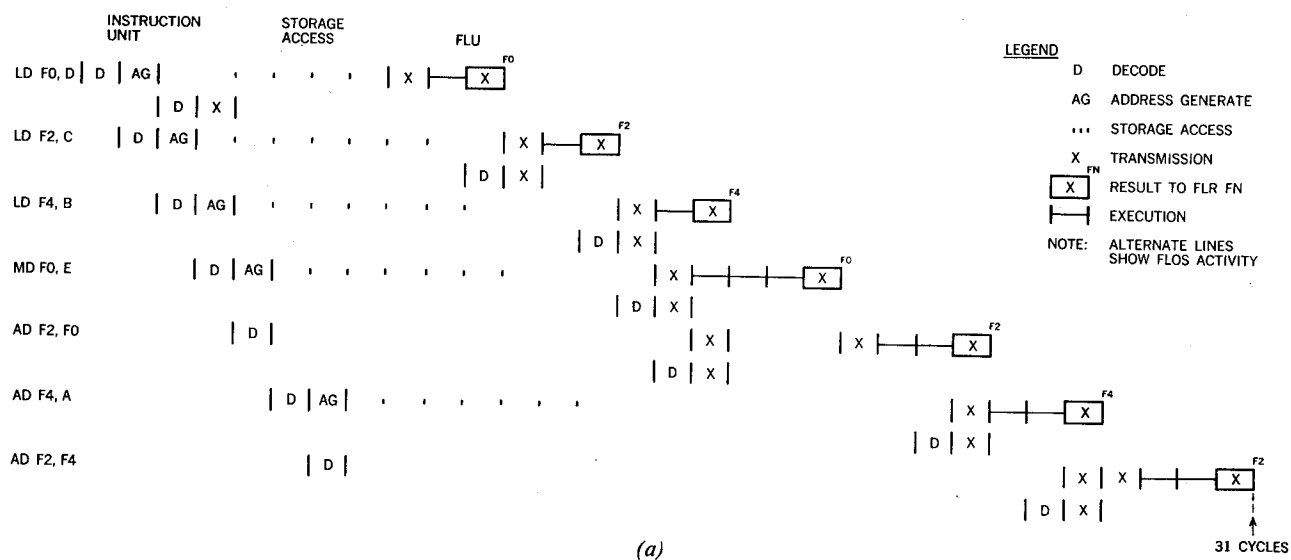 INSTRUCTION UNIT
STORAGE ACCESS
FLU
LEGEND
D DECODE
AG ADDRESS GENERATE
STORAGE ACCESS
X TRANSMISSION
X FN RESULT TO FLR FN
EXECUTION
NOTE: ALTERNATE LINES SHOW FLOS ACTIVITY
LD F0, D D AG X X F0
D X
LD F2, C D AG X X F2
D X
LD F4, B D AG X X F4
D X
MD F0, E D AG X X F0
D X
AD F2, F0 D X X X F2
D X
AD F4, A D AG X X F4
D X
AD F2, F4 D X X X F2
D X
31 CYCLES
(a)